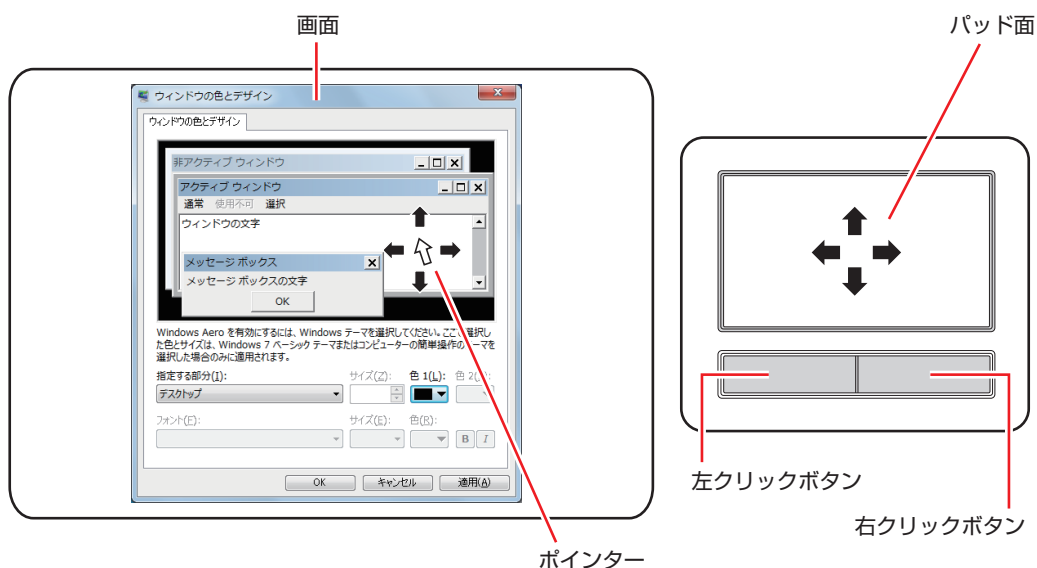 画面
パッド面
ウィンドウの色とデザイン
ウィンドウの色とデザイン
非アクティブ ウィンドウ
アクティブ ウィンドウ
通常 使用不可 選択
ウィンドウの文字
メッセージ ボックス
メッセージ ボックスの文字
OK
Windows Aero を有効にするには、Windows テーマを選択してください。ここで選択し
た色とサイズは、Windows 7 ベーシック テーマまたはコンピューターの簡単操作のテーマを
選択した場合のみに適用されます。
指定する部分(I): サイズ(Z): 色 1(L): 色 2(
デスクトップ
フォント(F): サイズ(E): 色(R):
B I
OK キャンセル 適用(A)
左クリックボタン
右クリックボタン
ポインター